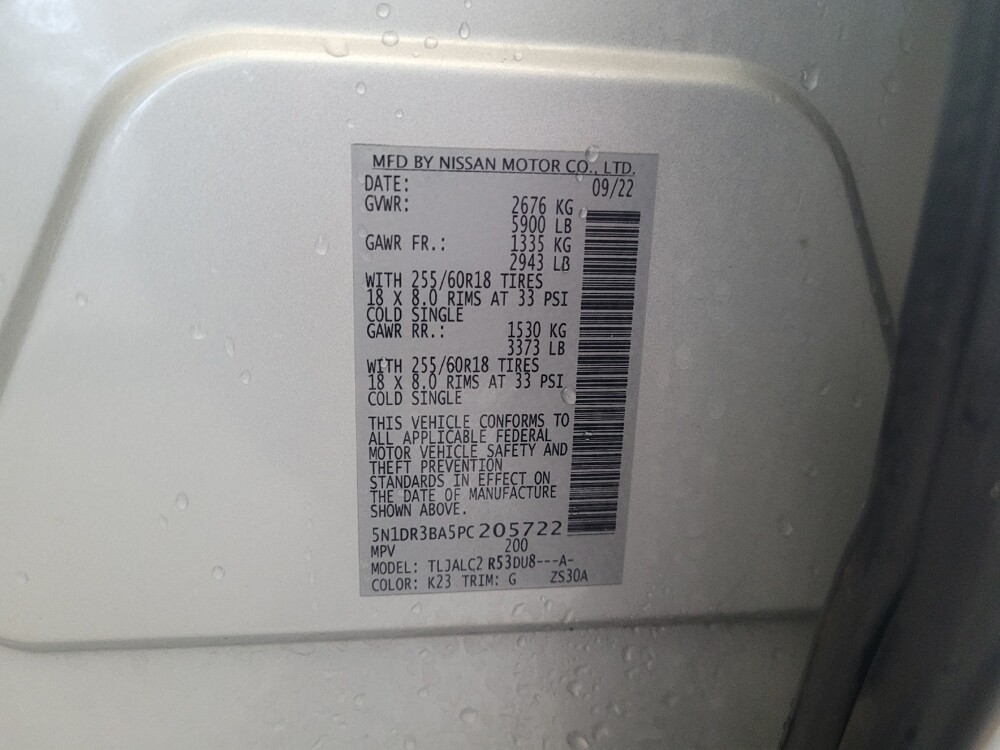 MFD BY NISSAN MOTOR CO., LTD.
DATE: 09/22
GVWR: 2676 KG
5900 LB
GAWR FR.: 1335 KG
2943 LB
WITH 255/60R18 TIRES
18 X 8.0 RIMS AT 33 PSI
COLD SINGLE
GAWR RR.: 1530 KG
3373 LB
WITH 255/60R18 TIRES
18 X 8.0 RIMS AT 33 PSI
COLD SINGLE
THIS VEHICLE CONFORMS TO
ALL APPLICABLE FEDERAL
MOTOR VEHICLE SAFETY AND
THEFT PREVENTION
STANDARDS IN EFFECT ON
THE DATE OF MANUFACTURE
SHOWN ABOVE.
5N1DR3BA5PC205722
MPV 200
MODEL: TLJALC2 R53DU8---A-
COLOR: K23 TRIM: G ZS30A